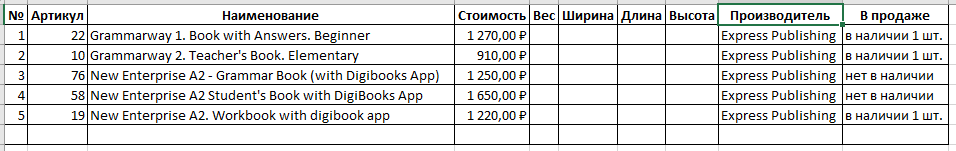 № Артикул Наименование Стоимость Вес Ширина Длина Высота Производитель В продаже
1 22 Grammarway 1. Book with Answers. Beginner 1 270,00 ₽ Express Publishing в наличии 1 шт.
2 10 Grammarway 2. Teacher's Book. Elementary 910,00 ₽ Express Publishing в наличии 1 шт.
3 76 New Enterprise A2 - Grammar Book (with Digibooks App) 1 250,00 ₽ Express Publishing нет в наличии
4 58 New Enterprise A2 Student's Book with DigiBooks App 1 650,00 ₽ Express Publishing нет в наличии
5 19 New Enterprise A2. Workbook with digibook app 1 220,00 ₽ Express Publishing в наличии 1 шт.